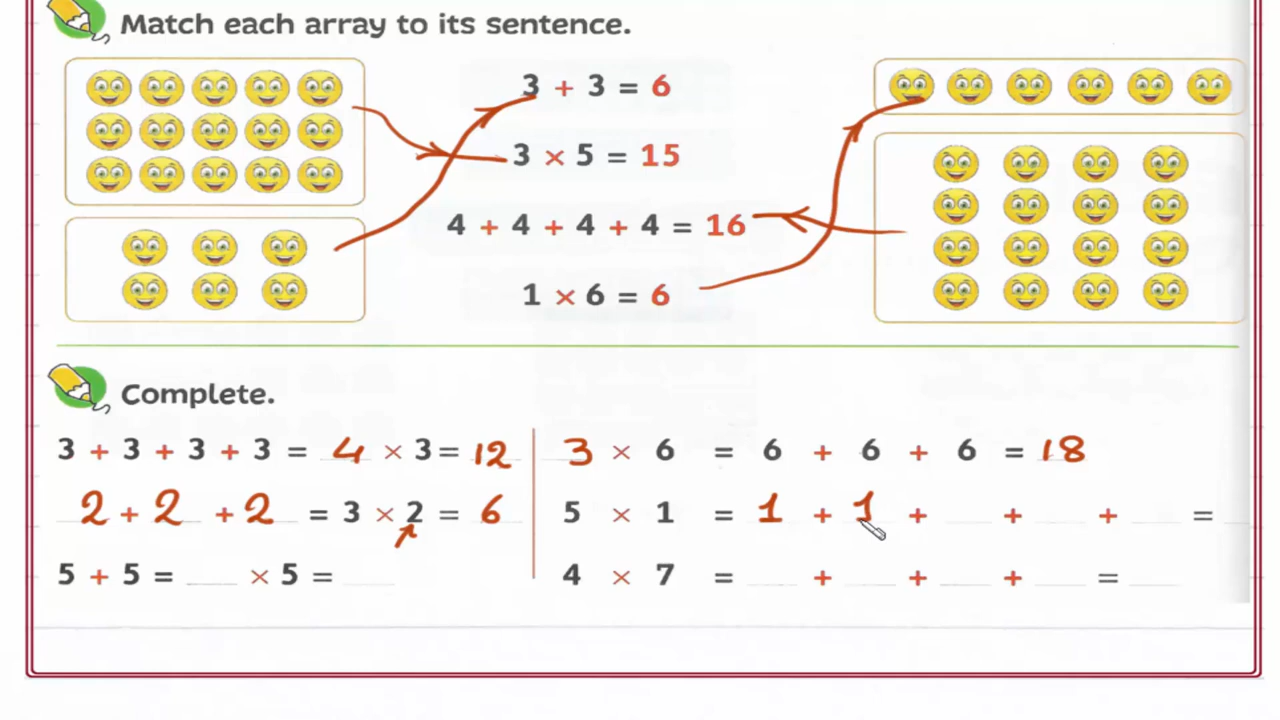 Match each array to its sentence.
3 + 3 = 6
3 × 5 = 15
4 + 4 + 4 + 4 = 16
1 × 6 = 6
Complete.
3 + 3 + 3 + 3 = 4 × 3 = 12
2 + 2 + 2 = 3 × 2 = 6
5 + 5 = × 5 =
3 × 6 = 6 + 6 + 6 = 18
5 × 1 = 1 + 1 + + + =
4 × 7 = + + + =